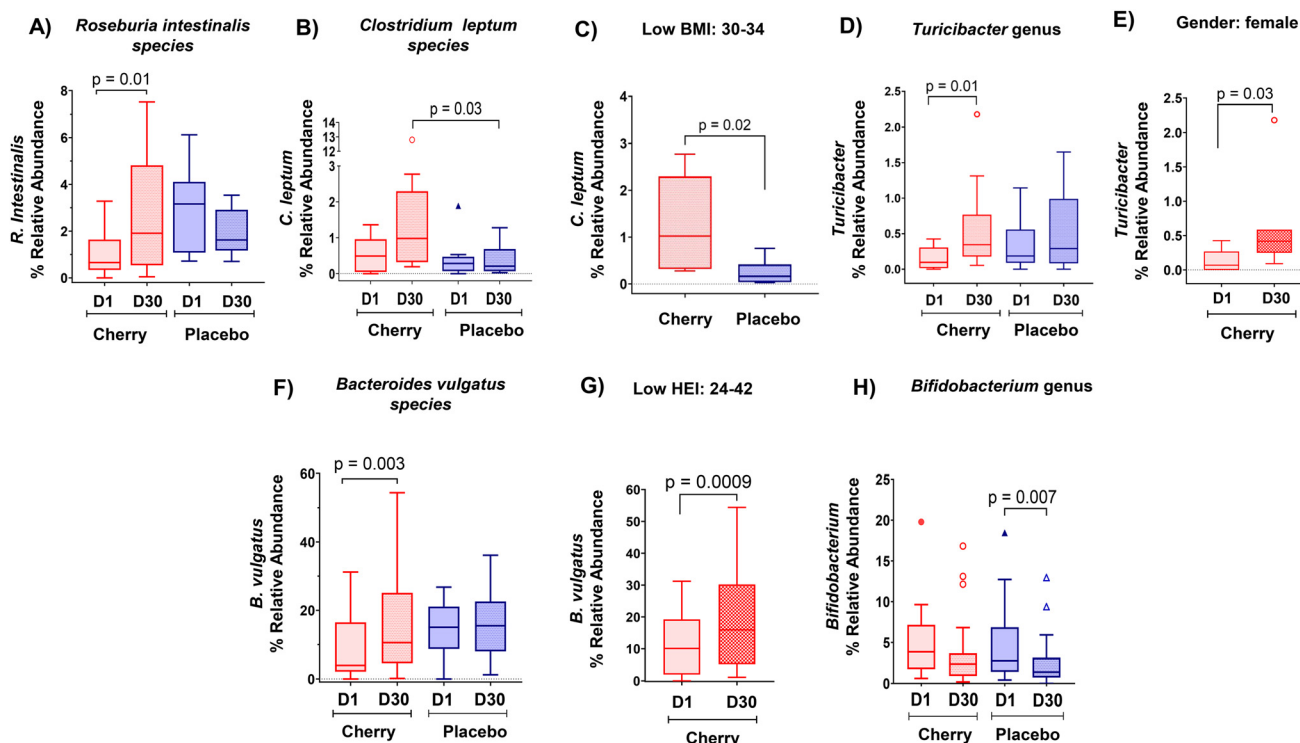 A)
Roseburia intestinalis
species
R. Intestinalis
% Relative Abundance
8
6
4
2
0
p = 0.01
D1 D30 D1 D30
Cherry Placebo
B)
Clostridium leptum
species
C. leptum
% Relative Abundance
14
13
12
3
2
1
0
p = 0.03
D1 D30 D1 D30
Cherry Placebo
C)
Low BMI: 30-34
C. leptum
% Relative Abundance
4
3
2
1
0
p = 0.02
Cherry Placebo
D)
Turicibacter genus
Turicibacter
% Relative Abundance
2.5
2.0
1.5
1.0
0.5
0.0
p = 0.01
D1 D30 D1 D30
Cherry Placebo
E)
Gender: female
Turicibacter
% Relative Abundance
2.5
2.0
1.5
1.0
0.5
0.0
p = 0.03
D1 D30
Cherry
F)
Bacteroides vulgatus
species
B. vulgatus
% Relative Abundance
60
40
20
0
p = 0.003
D1 D30 D1 D30
Cherry Placebo
G)
Low HEI: 24-42
B. vulgatus
% Relative Abundance
60
50
40
30
20
10
0
p = 0.0009
D1 D30
Cherry
H)
Bifidobacterium genus
Bifidobacterium
% Relative Abundance
25
20
15
10
5
0
p = 0.007
D1 D30 D1 D30
Cherry Placebo